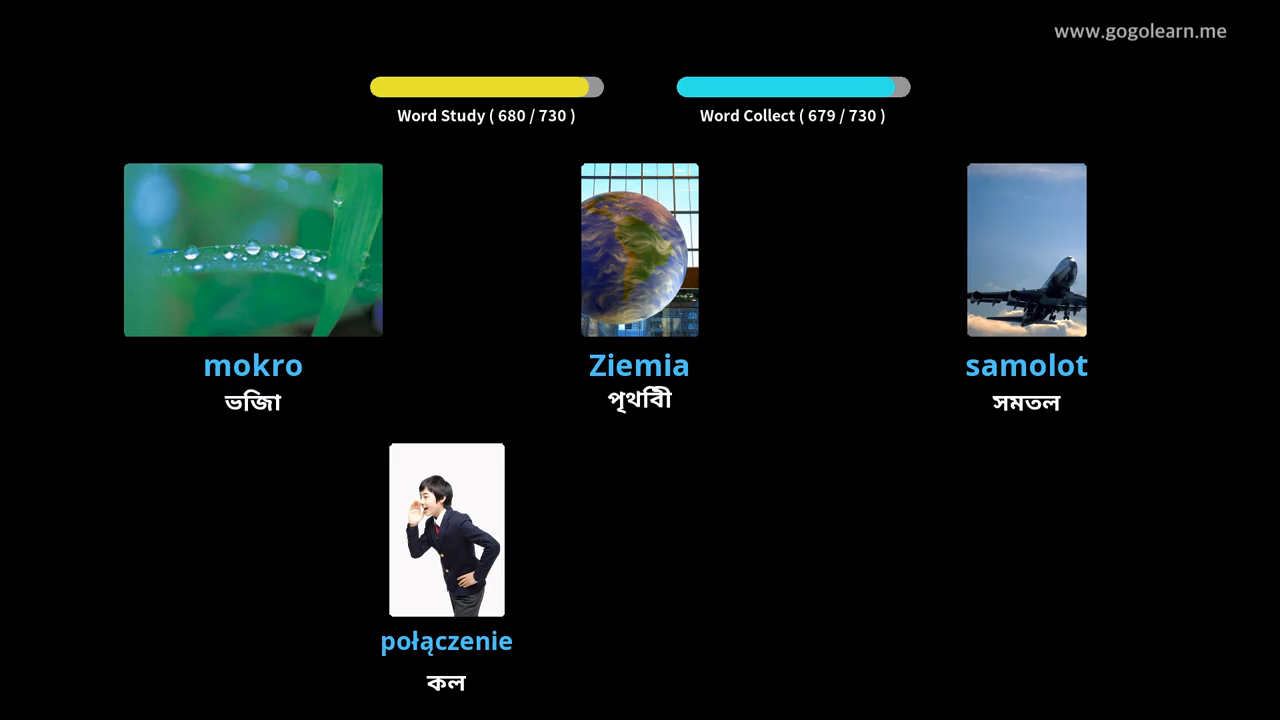 www.gogolearn.me
Word Study ( 680 / 730 )
Word Collect ( 679 / 730 )
mokro
Ziemia
samolot
ভিজা
পৃথিবী
সমতল
połączenie
কল